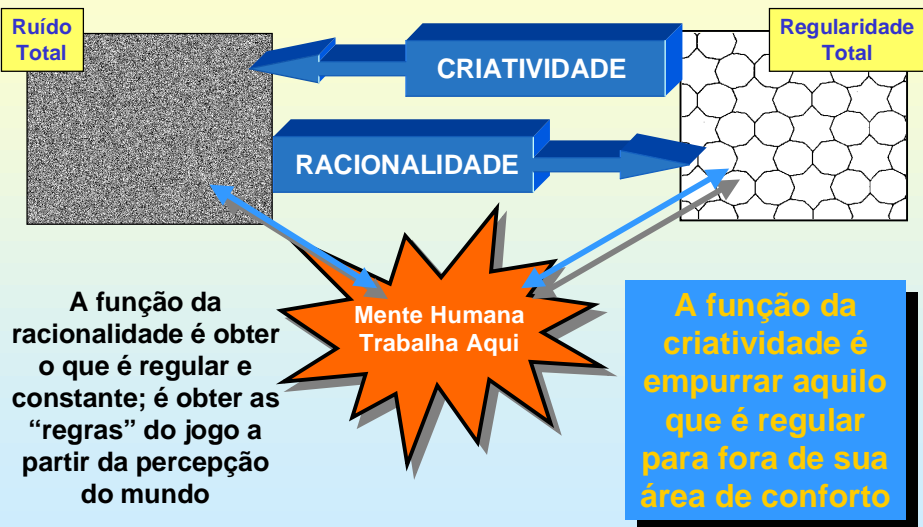 Ruído
Total
Regularidade
Total
CRIATIVIDADE
RACIONALIDADE
Mente Humana
Trabalha Aqui
A função da
racionalidade é obter
o que é regular e
constante; é obter as
“regras” do jogo a
partir da percepção
do mundo
A função da
criatividade é
empurrar aquilo
que é regular
para fora de sua
área de conforto